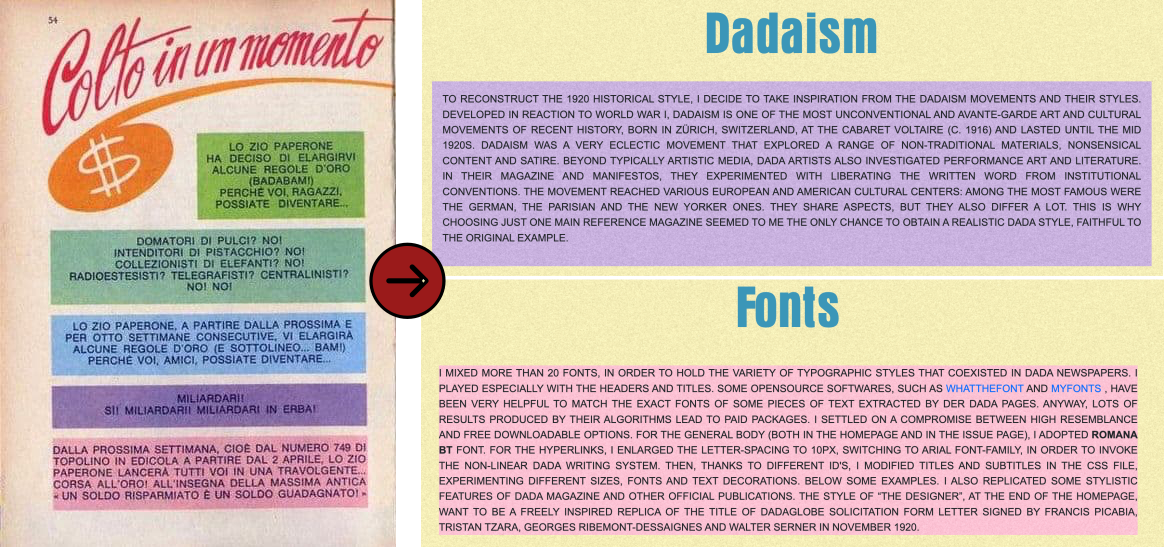 54
Colto in un momento
$
LO ZIO PAPERONE
HA DECISO DI ELARGIRVI
ALCUNE REGOLE D'ORO
(BADABAM!)
PERCHÉ VOI, RAGAZZI,
POSSIATE DIVENTARE...
DOMATORI DI PULCI? NO!
INTENDITORI DI PISTACCHIO? NO!
COLLEZIONISTI DI ELEFANTI? NO!
RADIOESTESISTI? TELEGRAFISTI? CENTRALINISTI?
NO! NO!
LO ZIO PAPERONE, A PARTIRE DALLA PROSSIMA E
PER OTTO SETTIMANE CONSECUTIVE, VI ELARGIRÀ
ALCUNE REGOLE D'ORO (E SOTTOLINEO... BAM!)
PERCHÉ VOI, AMICI, POSSIATE DIVENTARE...
MILIARDARI!
SÌ! MILIARDARI! MILIARDARI IN ERBA!
DALLA PROSSIMA SETTIMANA, CIOÈ DAL NUMERO 749 DI
TOPOLINO IN EDICOLA A PARTIRE DAL 2 APRILE, LO ZIO
PAPERONE LANCERÀ TUTTI VOI IN UNA TRAVOLGENTE...
CORSA ALL'ORO! ALL'INSEGNA DELLA MASSIMA ANTICA
« UN SOLDO RISPARMIATO È UN SOLDO GUADAGNATO! »
Dadaism
TO RECONSTRUCT THE 1920 HISTORICAL STYLE, I DECIDE TO TAKE INSPIRATION FROM THE DADAISM MOVEMENTS AND THEIR STYLES.
DEVELOPED IN REACTION TO WORLD WAR I, DADAISM IS ONE OF THE MOST UNCONVENTIONAL AND AVANTE-GARDE ART AND CULTURAL
MOVEMENTS OF RECENT HISTORY, BORN IN ZÜRICH, SWITZERLAND, AT THE CABARET VOLTAIRE (C. 1916) AND LASTED UNTIL THE MID
1920S. DADAISM WAS A VERY ECLECTIC MOVEMENT THAT EXPLORED A RANGE OF NON-TRADITIONAL MATERIALS, NONSENSICAL
CONTENT AND SATIRE. BEYOND TYPICALLY ARTISTIC MEDIA, DADA ARTISTS ALSO INVESTIGATED PERFORMANCE ART AND LITERATURE.
IN THEIR MAGAZINE AND MANIFESTOS, THEY EXPERIMENTED WITH LIBERATING THE WRITTEN WORD FROM INSTITUTIONAL
CONVENTIONS. THE MOVEMENT REACHED VARIOUS EUROPEAN AND AMERICAN CULTURAL CENTERS: AMONG THE MOST FAMOUS WERE
THE GERMAN, THE PARISIAN AND THE NEW YORKER ONES. THEY SHARE ASPECTS, BUT THEY ALSO DIFFER A LOT. THIS IS WHY
CHOOSING JUST ONE MAIN REFERENCE MAGAZINE SEEMED TO ME THE ONLY CHANCE TO OBTAIN A REALISTIC DADA STYLE, FAITHFUL TO
THE ORIGINAL EXAMPLE.
Fonts
I MIXED MORE THAN 20 FONTS, IN ORDER TO HOLD THE VARIETY OF TYPOGRAPHIC STYLES THAT COEXISTED IN DADA NEWSPAPERS. I
PLAYED ESPECIALLY WITH THE HEADERS AND TITLES. SOME OPENSOURCE SOFTWARES, SUCH AS WHATTHEFONT AND MYFONTS , HAVE
BEEN VERY HELPFUL TO MATCH THE EXACT FONTS OF SOME PIECES OF TEXT EXTRACTED BY DER DADA PAGES. ANYWAY, LOTS OF
RESULTS PRODUCED BY THEIR ALGORITHMS LEAD TO PAID PACKAGES. I SETTLED ON A COMPROMISE BETWEEN HIGH RESEMBLANCE
AND FREE DOWNLOADABLE OPTIONS. FOR THE GENERAL BODY (BOTH IN THE HOMEPAGE AND IN THE ISSUE PAGE), I ADOPTED ROMANA
BT FONT. FOR THE HYPERLINKS, I ENLARGED THE LETTER-SPACING TO 10PX, SWITCHING TO ARIAL FONT-FAMILY, IN ORDER TO INVOKE
THE NON-LINEAR DADA WRITING SYSTEM. THEN, THANKS TO DIFFERENT ID'S, I MODIFIED TITLES AND SUBTITLES IN THE CSS FILE,
EXPERIMENTING DIFFERENT SIZES, FONTS AND TEXT DECORATIONS. BELOW SOME EXAMPLES. I ALSO REPLICATED SOME STYLISTIC
FEATURES OF DADA MAGAZINE AND OTHER OFFICIAL PUBLICATIONS. THE STYLE OF "THE DESIGNER", AT THE END OF THE HOMEPAGE,
WANT TO BE A FREELY INSPIRED REPLICA OF THE TITLE OF DADAGLOBE SOLICITATION FORM LETTER SIGNED BY FRANCIS PICABIA,
TRISTAN TZARA, GEORGES RIBEMONT-DESSAIGNES AND WALTER SERNER IN NOVEMBER 1920.